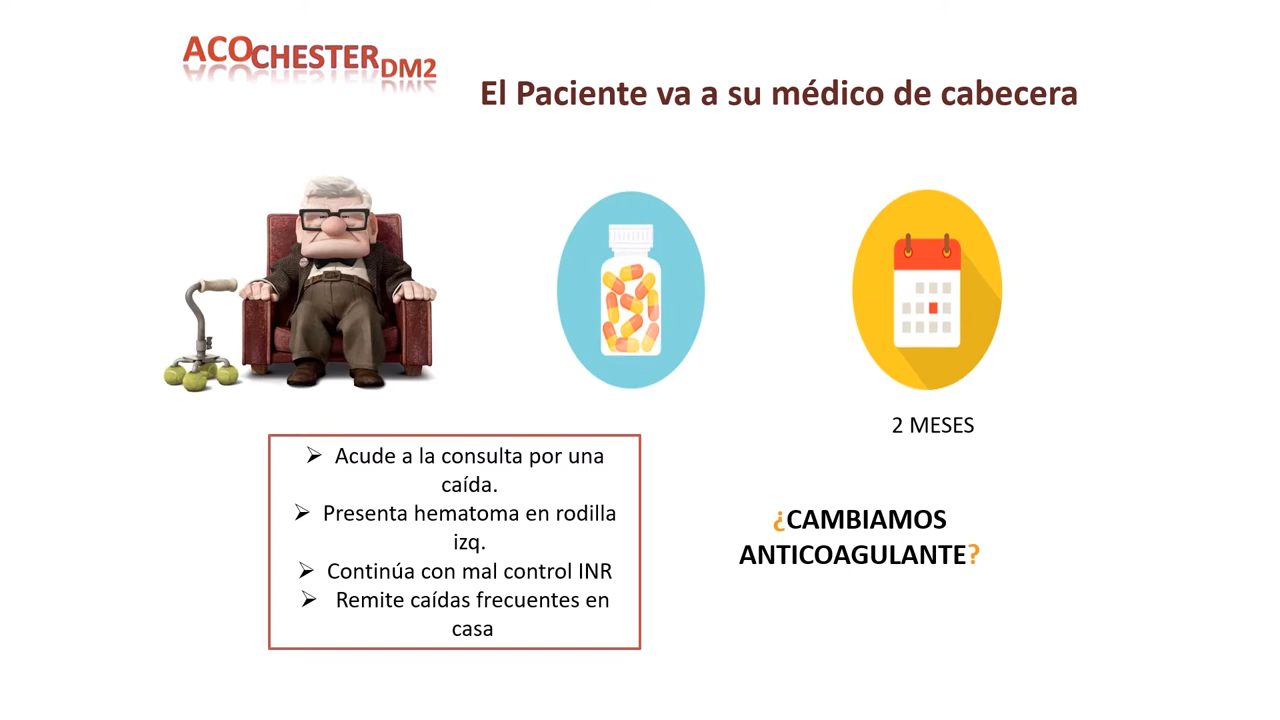 ACOCHESTERDM2
El Paciente va a su médico de cabecera
2 MESES
➢ Acude a la consulta por una
caída.
➢ Presenta hematoma en rodilla
izq.
➢ Continúa con mal control INR
➢ Remite caídas frecuentes en
casa
¿CAMBIAMOS
ANTICOAGULANTE?